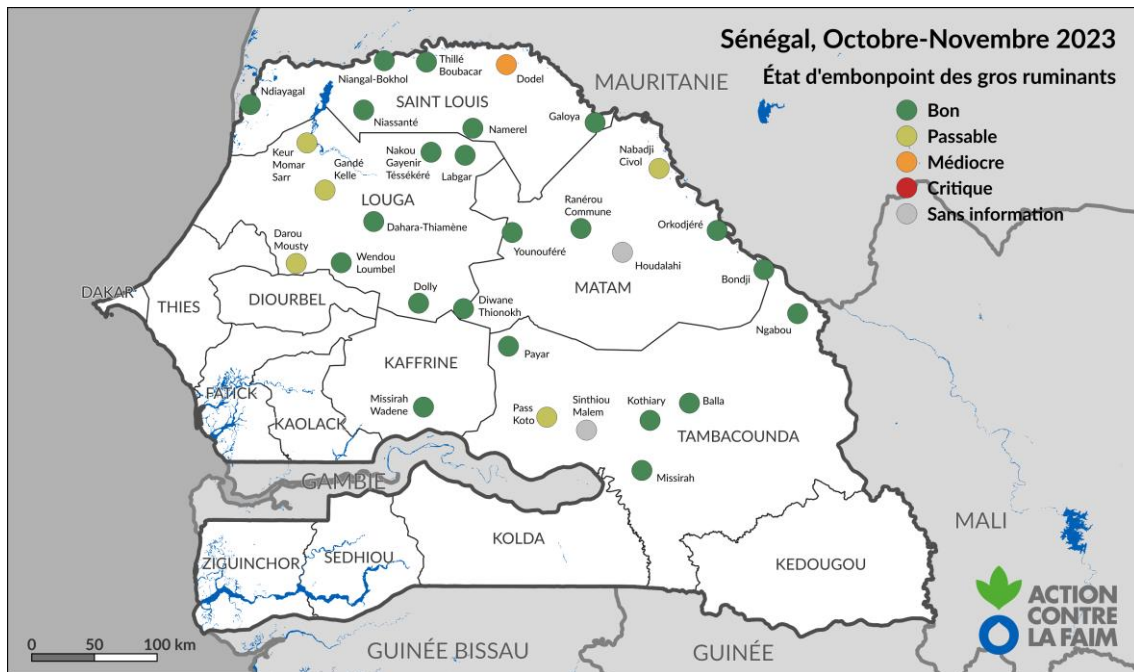 Sénégal, Octobre-Novembre 2023
État d'embonpoint des gros ruminants
Bon
Passable
Médiocre
Critique
Sans information
MAURITANIE
Niangal-Bokhol
Thillé
Boubacar
Dodel
Ndiayagal
SAINT LOUIS
Niassanté
Namerel
Galoya
Keur
Momar
Sarr
Gandé
Kelle
Nakou
Gayenir
Téssékéré
Labgar
Nabadji
Civol
LOUGA
Ranérou
Commune
Dahara-Thiamène
Younouféré
Orkodjéré
Darou
Mousty
Wendou
Loumbel
Houdalahi
Bondji
DAKAR
THIES
DIOURBEL
Dolly
Diwane
Thionokh
MATAM
Ngabou
Payar
KAFFRINE
FATICK
KAOLACK
Missirah
Wadene
Pass
Koto
Sinthiou
Malem
Kothiary
Balla
TAMBACOUNDA
Missirah
GAMBIE
MALI
ZIGUINCHOR
SEDHIOU
KOLDA
KEDOUGOU
GUINÉE BISSAU
GUINÉE
0 50 100 km
ACTION
CONTRE
LA FAIM